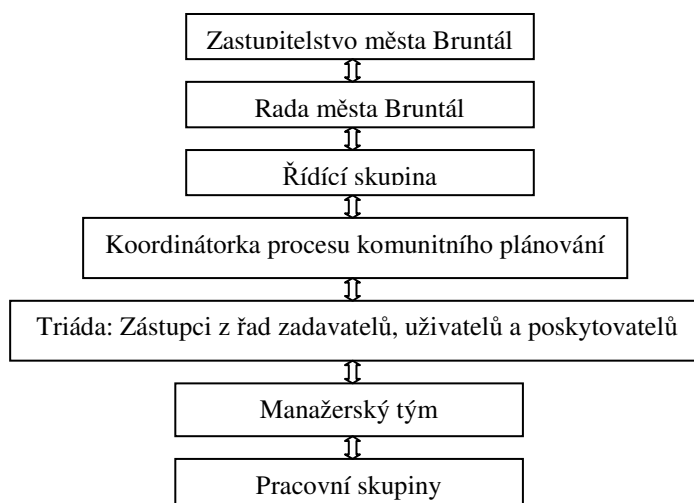 Zastupitelstvo města Bruntál
Rada města Bruntál
Řídící skupina
Koordinátorka procesu komunitního plánování
Triáda: Zástupci z řad zadavatelů, uživatelů a poskytovatelů
Manažerský tým
Pracovní skupiny